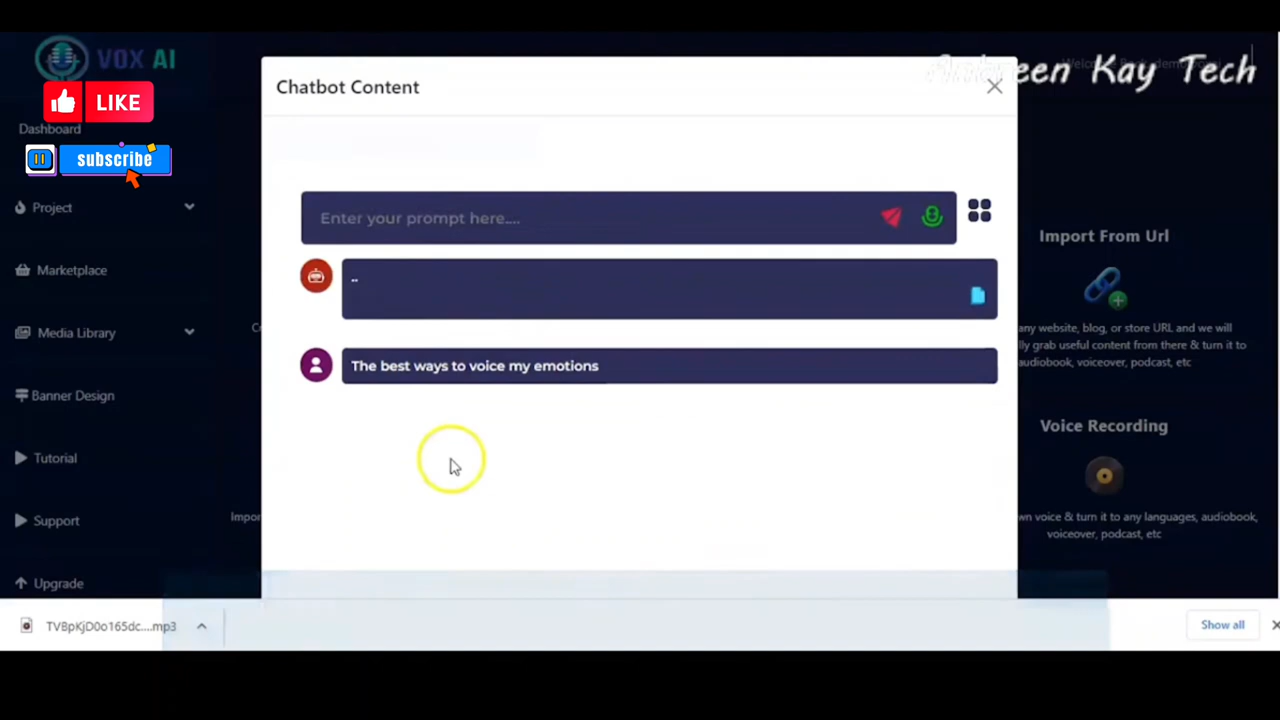 VOX AI
Kay Tech
LIKE
Dashboard
subscribe
Project
Marketplace
Media Library
Banner Design
Tutorial
Support
Upgrade
Chatbot Content
Enter your prompt here....
..
The best ways to voice my emotions
Import From Url
any website, blog, or store URL and we will
lly grab useful content from there & turn it to
audiobook, voiceover, podcast, etc
Voice Recording
wn voice & turn it to any languages, audiobook,
voiceover, podcast, etc
Impor
TVBpKjD0o165dc....mp3
Show all